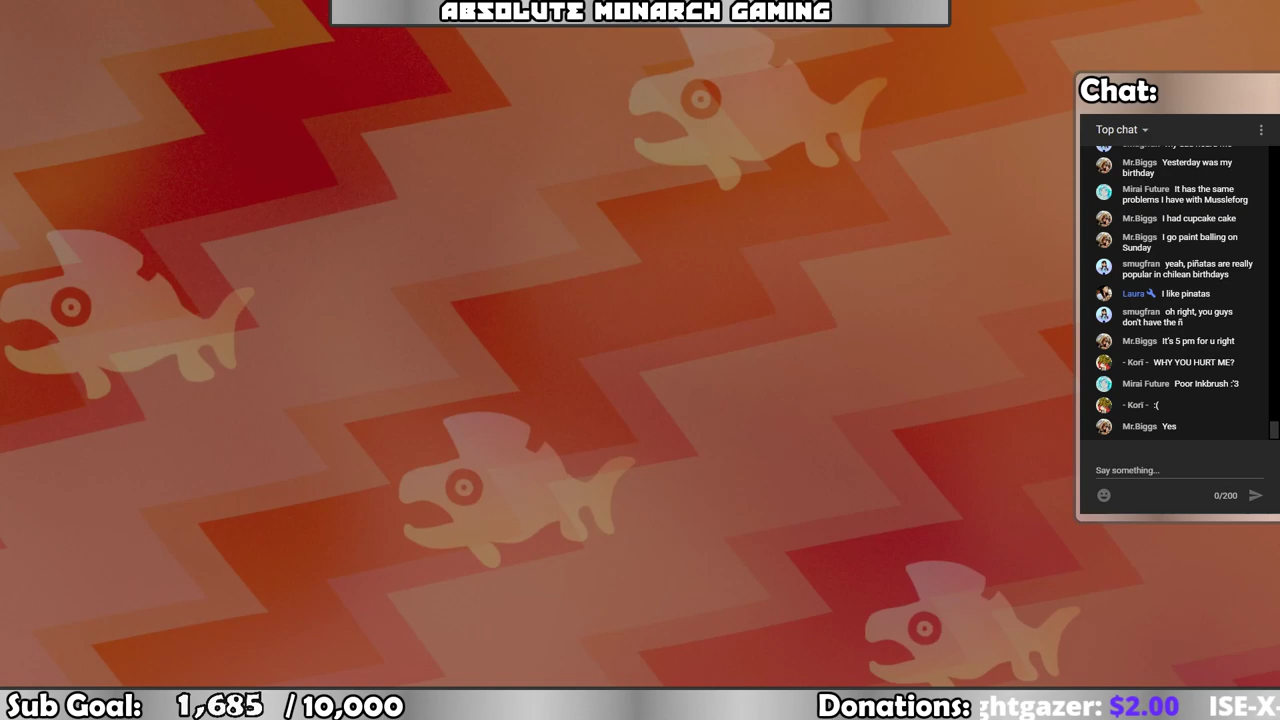 ABSOLUTE MONARCH GAMING
Chat:
Top chat
Mr.Biggs Yesterday was my
birthday
Mirai Future It has the same
problems I have with Mussleforg
Mr.Biggs I had cupcake cake
Mr.Biggs I go paint balling on
Sunday
smugfran yeah, piñatas are really
popular in chilean birthdays
Laura I like pinatas
smugfran oh right, you guys
don't have the ñ
Mr.Biggs It's 5 pm for u right
- Kori - WHY YOU HURT ME?
Mirai Future Poor Inkbrush :'3
- Kori - :(
Mr.Biggs Yes
Say something...
0/200
Sub Goal: 1,685 / 10,000
Donations: ghtgazer: $2.00 ISE-X-